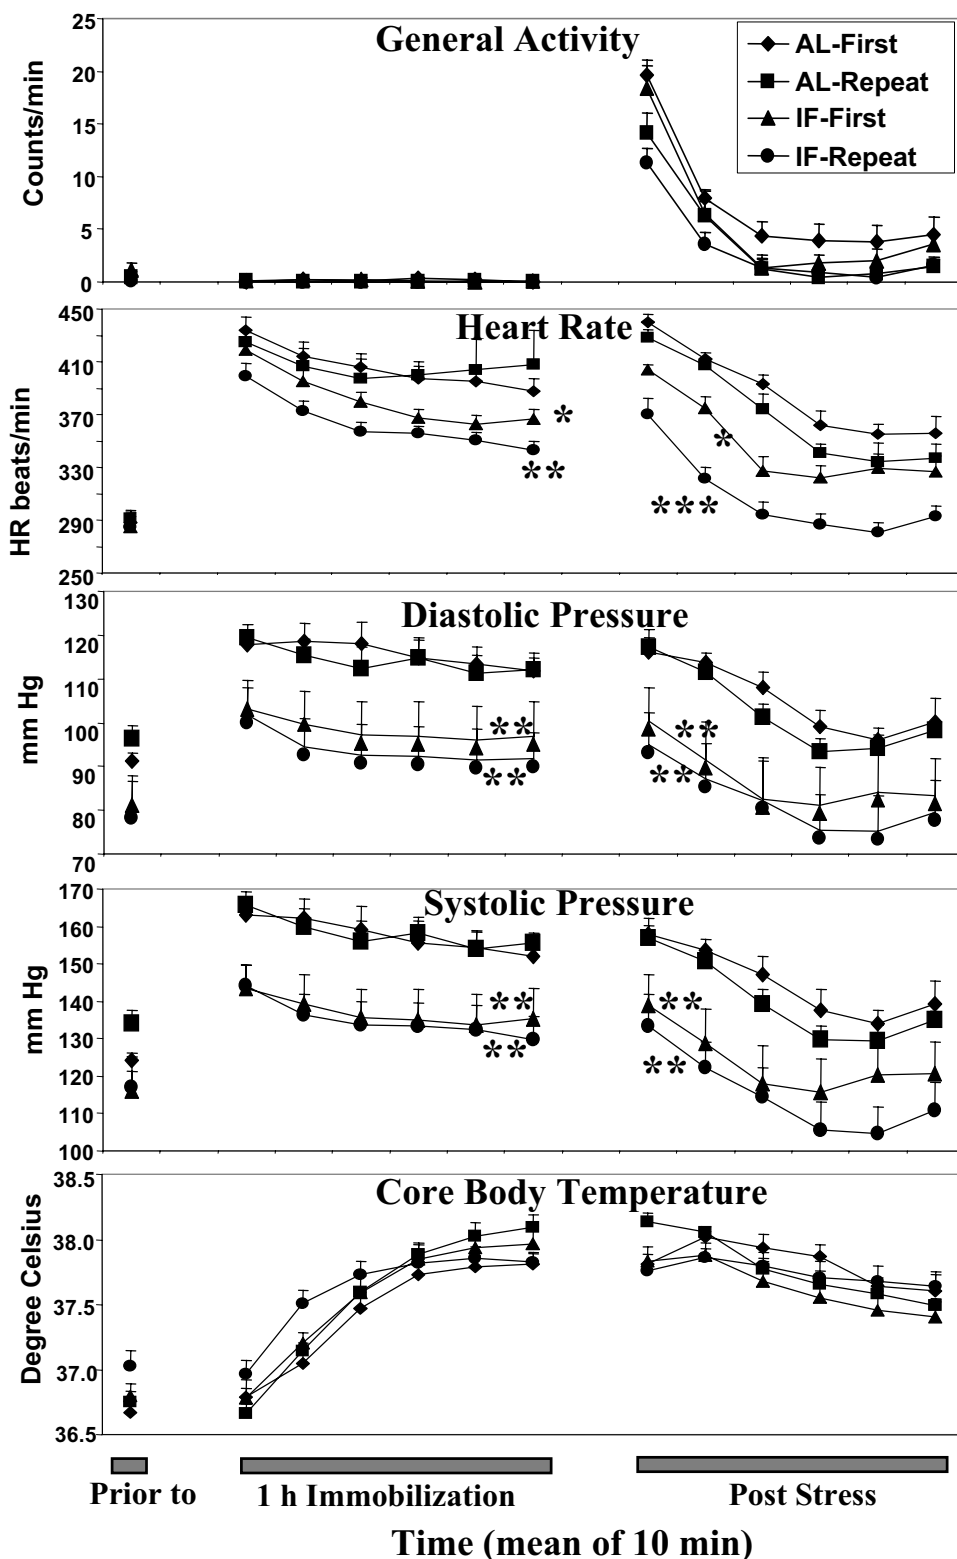 General Activity
Counts/min
25
20
15
10
5
0
AL-First
AL-Repeat
IF-First
IF-Repeat
Heart Rate
HR beats/min
450
410
370
330
290
250
*
**
*
***
Diastolic Pressure
mm Hg
130
120
110
100
90
80
70
**
**
**
**
Systolic Pressure
mm Hg
170
160
150
140
130
120
110
100
**
**
**
**
Core Body Temperature
Degree Celsius
38.5
38.0
37.5
37.0
36.5
Prior to
1 h Immobilization
Post Stress
Time (mean of 10 min)